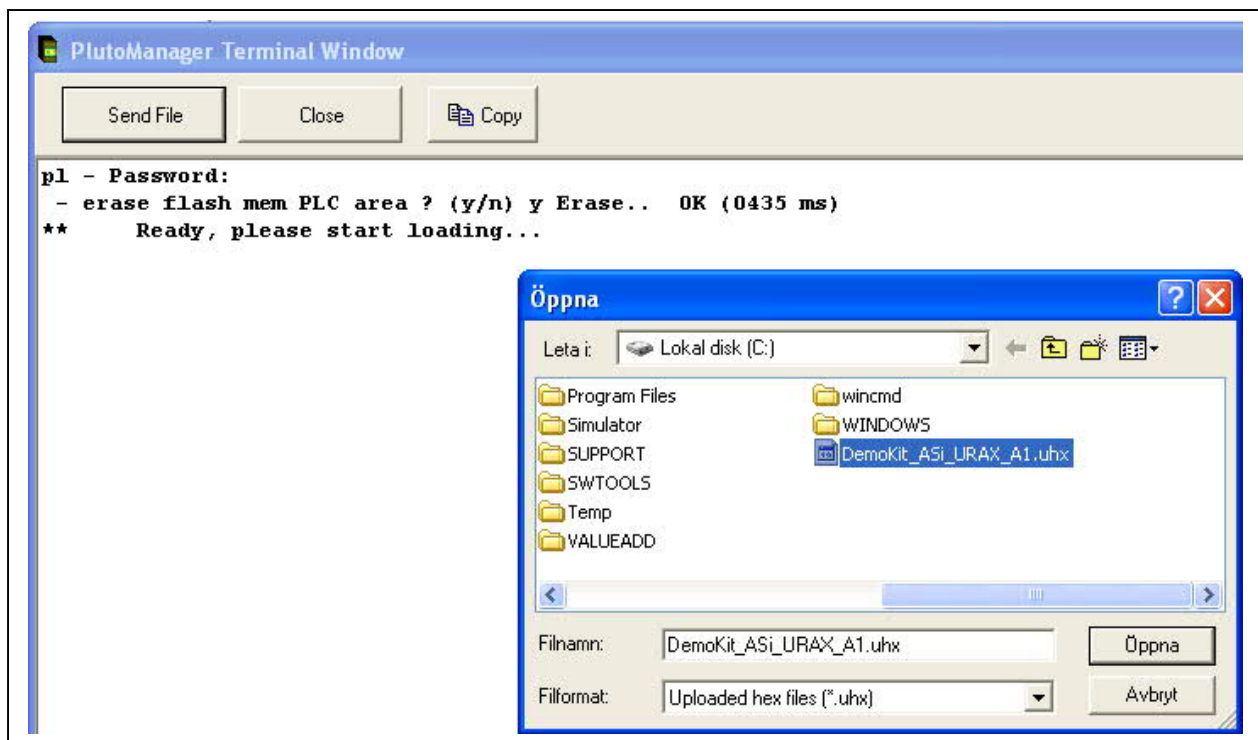 PlutoManager Terminal Window
Send File
Close
Copy
pl - Password:
- erase flash mem PLC area ? (y/n) y Erase.. OK (0435 ms)
** Ready, please start loading...
Öppna
Leta i:
Lokal disk (C:)
Program Files
Simulator
SUPPORT
SWTOOLS
Temp
VALUEADD
wincmd
WINDOWS
DemoKit_ASi_URAX_A1.uhx
Filnamn:
DemoKit_ASi_URAX_A1.uhx
Öppna
Filformat:
Uploaded hex files (*.uhx)
Avbryt